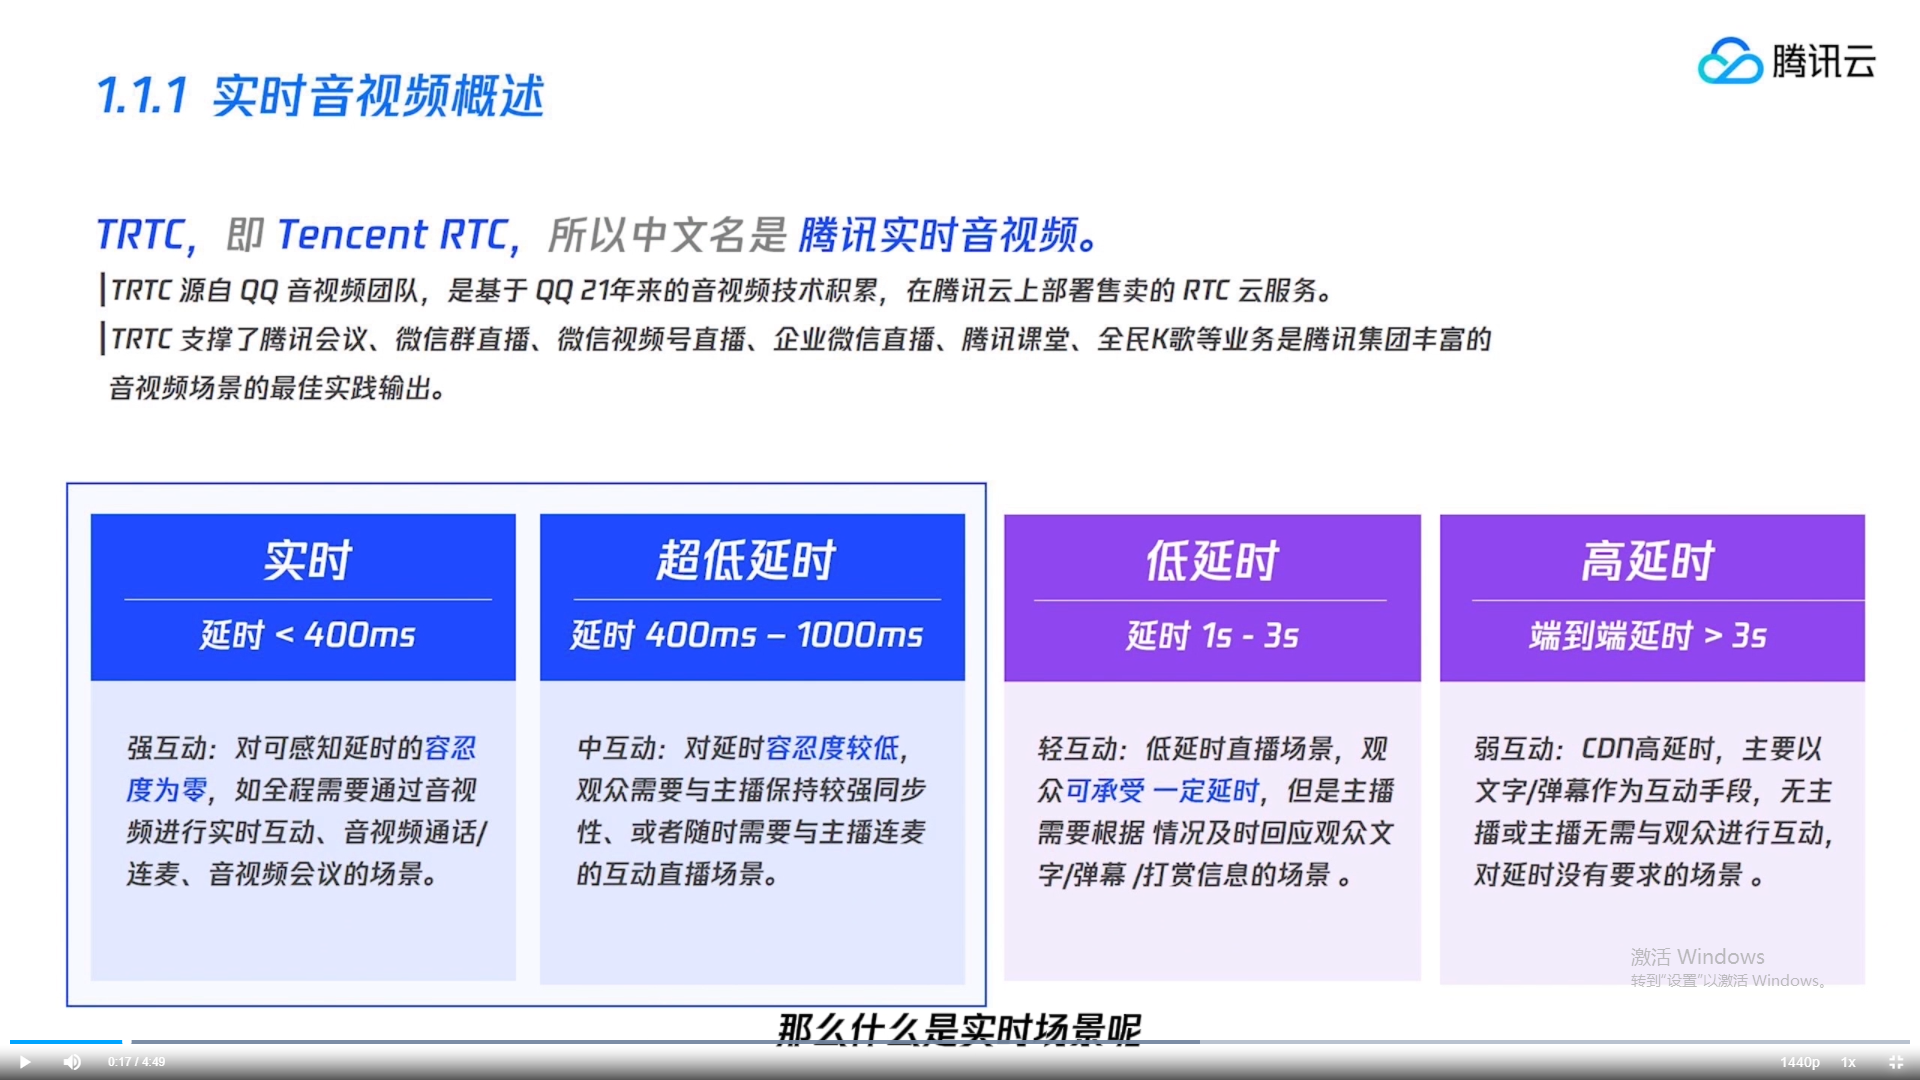 腾讯云
1.1.1 实时音视频概述
TRTC，即 Tencent RTC，所以中文名是 腾讯实时音视频。
TRTC 源自 QQ 音视频团队，是基于 QQ 21年来的音视频技术积累，在腾讯云上部署售卖的 RTC 云服务。
TRTC 支撑了腾讯会议、微信群直播、微信视频号直播、企业微信直播、腾讯课堂、全民K歌等业务是腾讯集团丰富的
音视频场景的最佳实践输出。
实时
延时 < 400ms
强互动：对可感知延时的容忍
度为零，如全程需要通过音视
频进行实时互动、音视频通话/
连麦、音视频会议的场景。
超低延时
延时 400ms – 1000ms
中互动：对延时容忍度较低，
观众需要与主播保持较强同步
性、或者随时需要与主播连麦
的互动直播场景。
低延时
延时 1s - 3s
轻互动：低延时直播场景，观
众可承受 一定延时，但是主播
需要根据 情况及时回应观众文
字/弹幕 /打赏信息的场景 。
高延时
端到端延时 > 3s
弱互动：CDN高延时，主要以
文字/弹幕作为互动手段，无主
播或主播无需与观众进行互动，
对延时没有要求的场景 。
激活 Windows
转到“设置”以激活 Windows。
那么什么是实时场景呢
0:17 / 4:49
1440p
1x